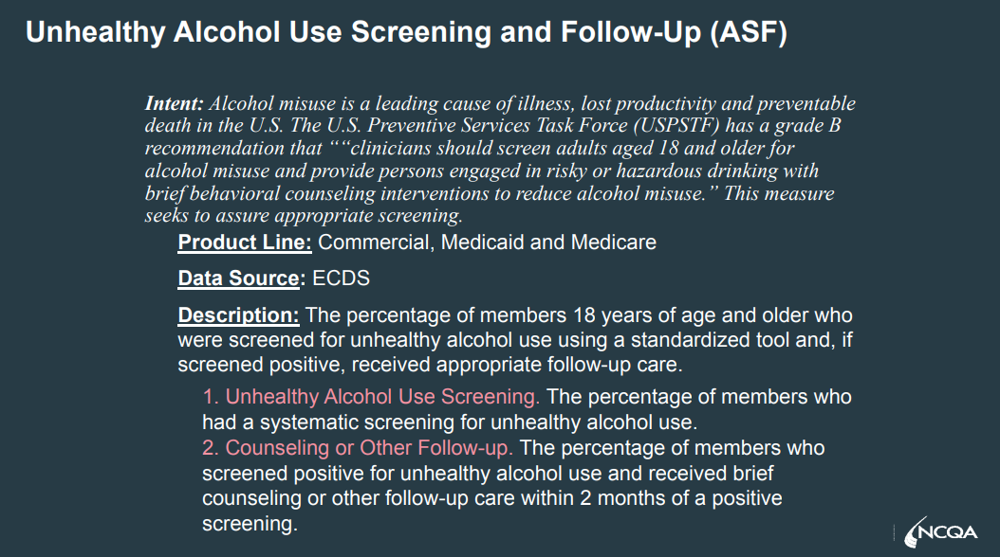 Unhealthy Alcohol Use Screening and Follow-Up (ASF)
Intent: Alcohol misuse is a leading cause of illness, lost productivity and preventable
death in the U.S. The U.S. Preventive Services Task Force (USPSTF) has a grade B
recommendation that ““clinicians should screen adults aged 18 and older for
alcohol misuse and provide persons engaged in risky or hazardous drinking with
brief behavioral counseling interventions to reduce alcohol misuse.” This measure
seeks to assure appropriate screening.
Product Line: Commercial, Medicaid and Medicare
Data Source: ECDS
Description: The percentage of members 18 years of age and older who
were screened for unhealthy alcohol use using a standardized tool and, if
screened positive, received appropriate follow-up care.
1. Unhealthy Alcohol Use Screening. The percentage of members who
had a systematic screening for unhealthy alcohol use.
2. Counseling or Other Follow-up. The percentage of members who
screened positive for unhealthy alcohol use and received brief
counseling or other follow-up care within 2 months of a positive
screening.
NCQA